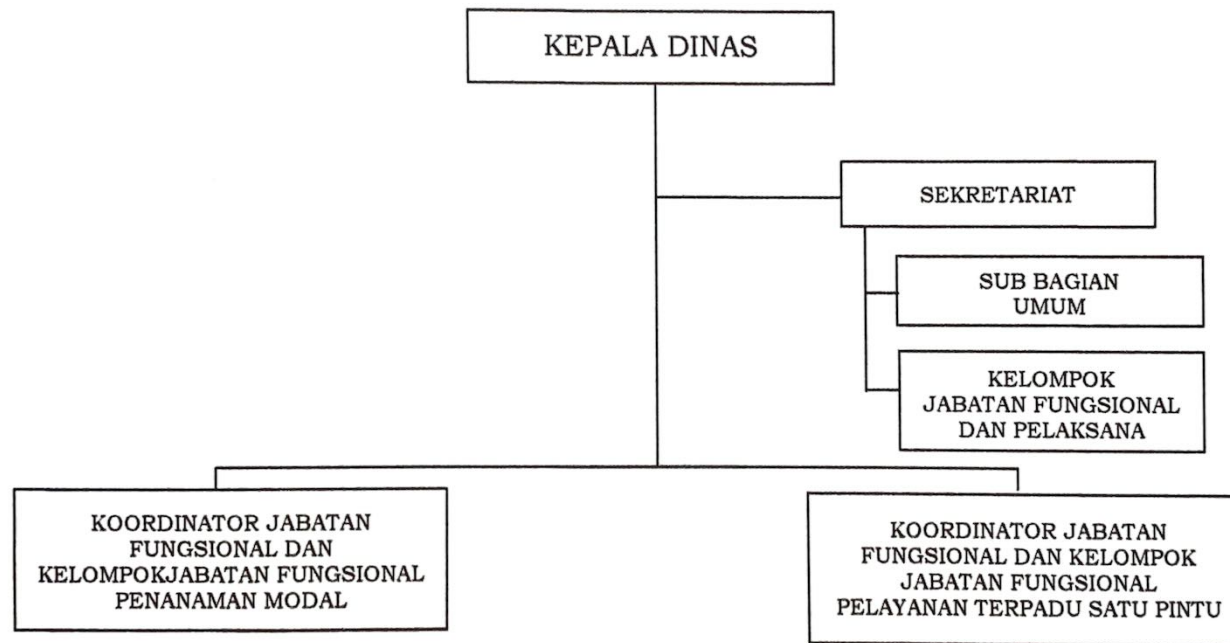 KEPALA DINAS
SEKRETARIAT
SUB BAGIAN
UMUM
KELOMPOK
JABATAN FUNGSIONAL
DAN PELAKSANA
KOORDINATOR JABATAN
FUNGSIONAL DAN
KELOMPOKJABATAN FUNGSIONAL
PENANAMAN MODAL
KOORDINATOR JABATAN
FUNGSIONAL DAN KELOMPOK
JABATAN FUNGSIONAL
PELAYANAN TERPADU SATU PINTU